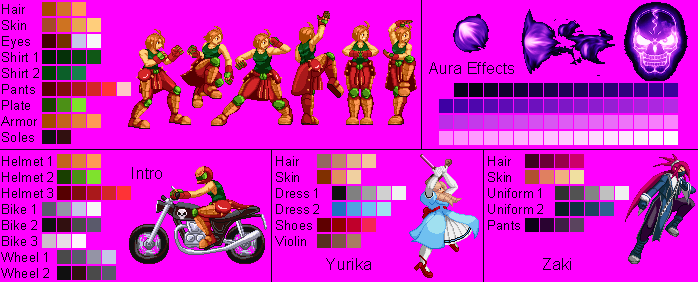 Hair
Skin
Eyes
Shirt 1
Shirt 2
Pants
Plate
Armor
Soles
Aura Effects
Helmet 1
Helmet 2
Helmet 3
Bike 1
Bike 2
Bike 3
Wheel 1
Wheel 2
Intro
Hair
Skin
Dress 1
Dress 2
Shoes
Violin
Yurika
Hair
Skin
Uniform 1
Uniform 2
Pants
Zaki